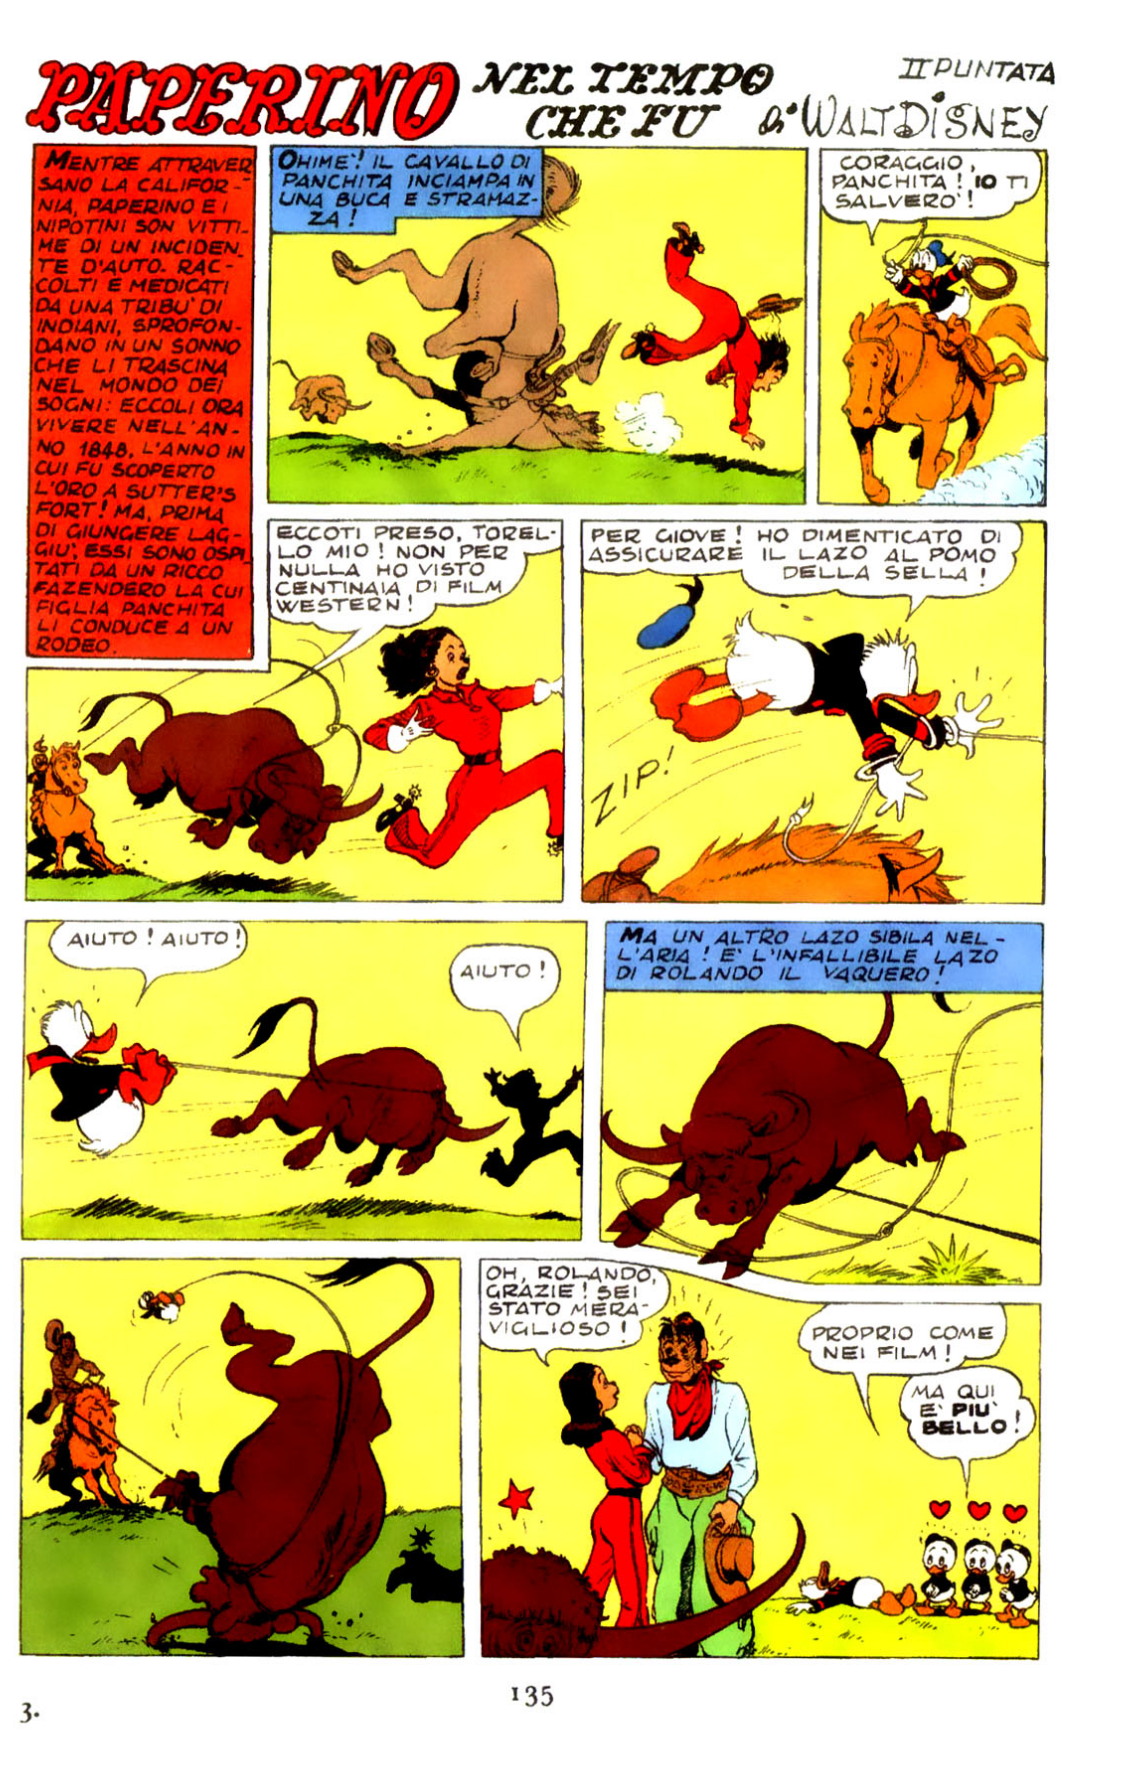 PAPERINO NEL TEMPO
CHE FU
II PUNTATA
di WALT DISNEY
MENTRE ATTRAVER
SANO LA CALIFOR-
NIA, PAPERINO E I
NIPOTINI SON VITTI-
ME DI UN INCIDEN-
TE D'AUTO. RAC-
COLTI E MEDICATI
DA UNA TRIBU' DI
INDIANI, SPROFON-
DANO IN UN SONNO
CHE LI TRASCINA
NEL MONDO DEI
SOGNI: ECCOLI ORA
VIVERE NELL'AN-
NO 1848, L'ANNO IN
CUI FU SCOPERTO
L'ORO A SUTTER'S
FORT! MA, PRIMA
DI GIUNGERE LAG-
GIU', ESSI SONO OSPI
TATI DA UN RICCO
FAZENDERO LA CUI
FIGLIA PANCHITA
LI CONDUCE A UN
RODEO.
OHIME'! IL CAVALLO DI
PANCHITA INCIAMPA IN
UNA BUCA E STRAMAZ-
ZA!
CORAGGIO,
PANCHITA! IO TI
SALVERO'!
ECCOTI PRESO, TOREL-
LO MIO! NON PER
NULLA HO VISTO
CENTINAIA DI FILM
WESTERN!
PER GIOVE! HO DIMENTICATO DI
ASSICURARE IL LAZO AL POMO
DELLA SELLA!
ZIP!
AIUTO! AIUTO!
AIUTO!
MA UN ALTRO LAZO SIBILA NEL-
L'ARIA! E' L'INFALLIBILE LAZO
DI ROLANDO IL VAQUERO!
OH, ROLANDO,
GRAZIE! SEI
STATO MERA-
VIGLIOSO!
PROPRIO COME
NEI FILM!
MA QUI
E' PIU'
BELLO!
135
3.